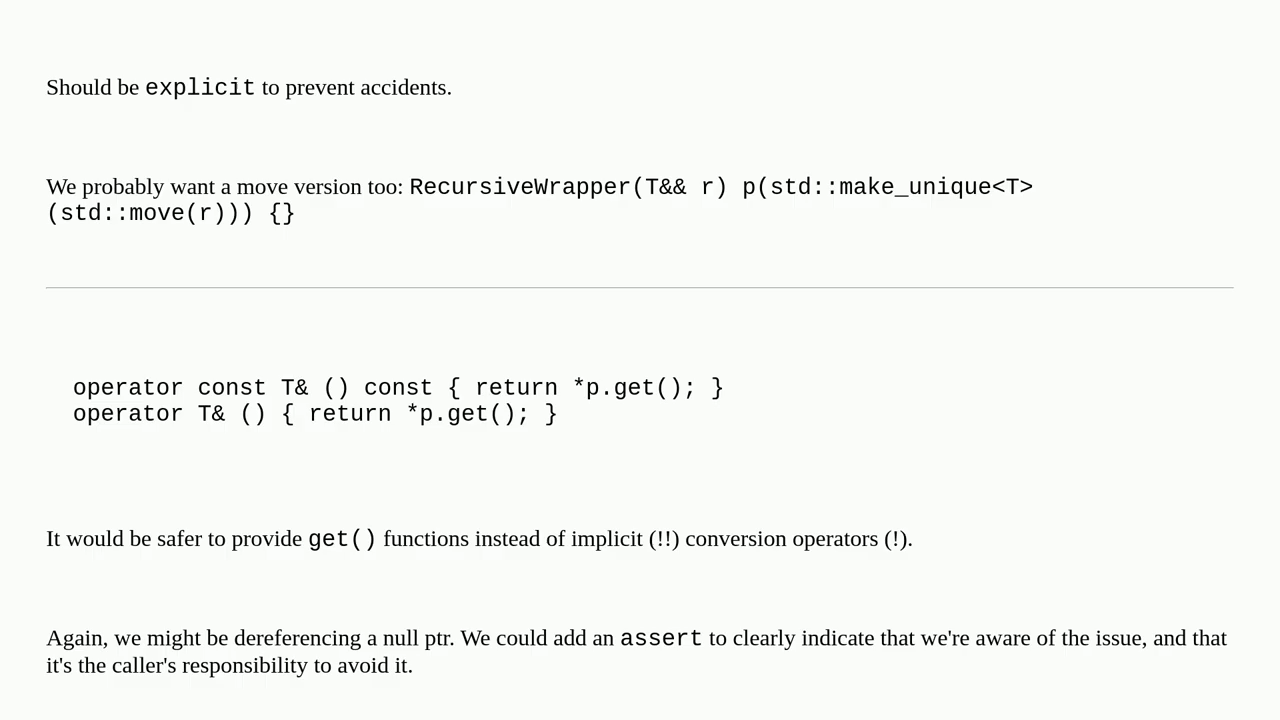 Should be explicit to prevent accidents.
We probably want a move version too: RecursiveWrapper(T&& r) p(std::make_unique<T>
(std::move(r))) {}
operator const T& () const { return *p.get(); }
operator T& () { return *p.get(); }
It would be safer to provide get() functions instead of implicit (!!) conversion operators (!).
Again, we might be dereferencing a null ptr. We could add an assert to clearly indicate that we're aware of the issue, and that
it's the caller's responsibility to avoid it.